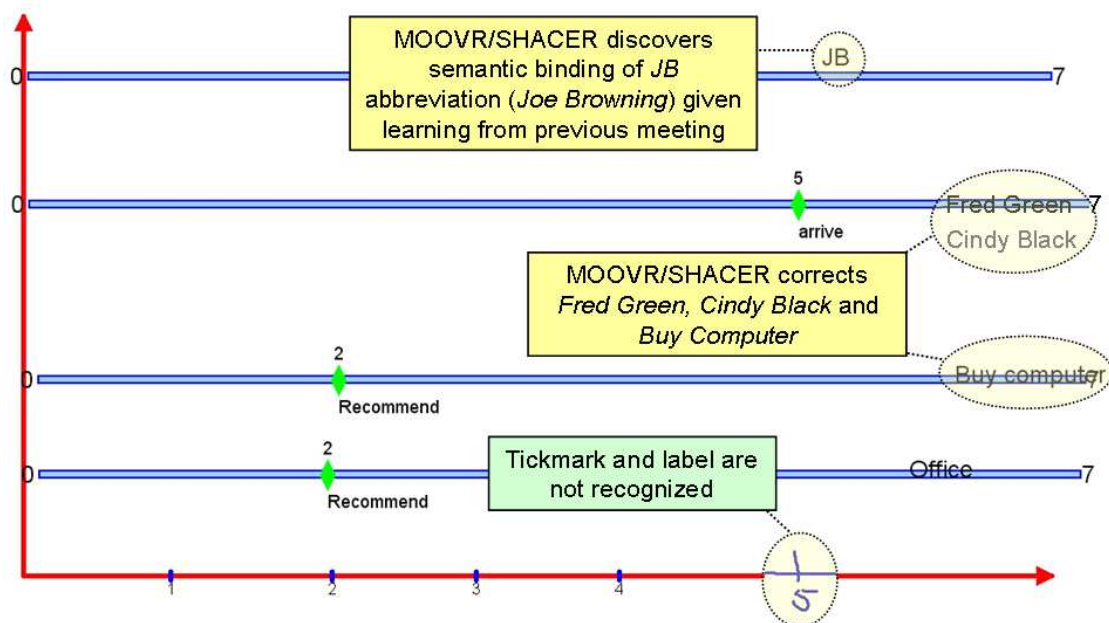 MOOVR/SHACER discovers
semantic binding of JB
abbreviation (Joe Browning) given
learning from previous meeting
JB
0
7
5
0
7
Fred Green
arrive
Cindy Black
MOOVR/SHACER corrects
Fred Green, Cindy Black and
Buy Computer
2
0
Buy computer
7
Recommend
2
Tickmark and label are
not recognized
0
Office
7
Recommend
1
2
3
4
5